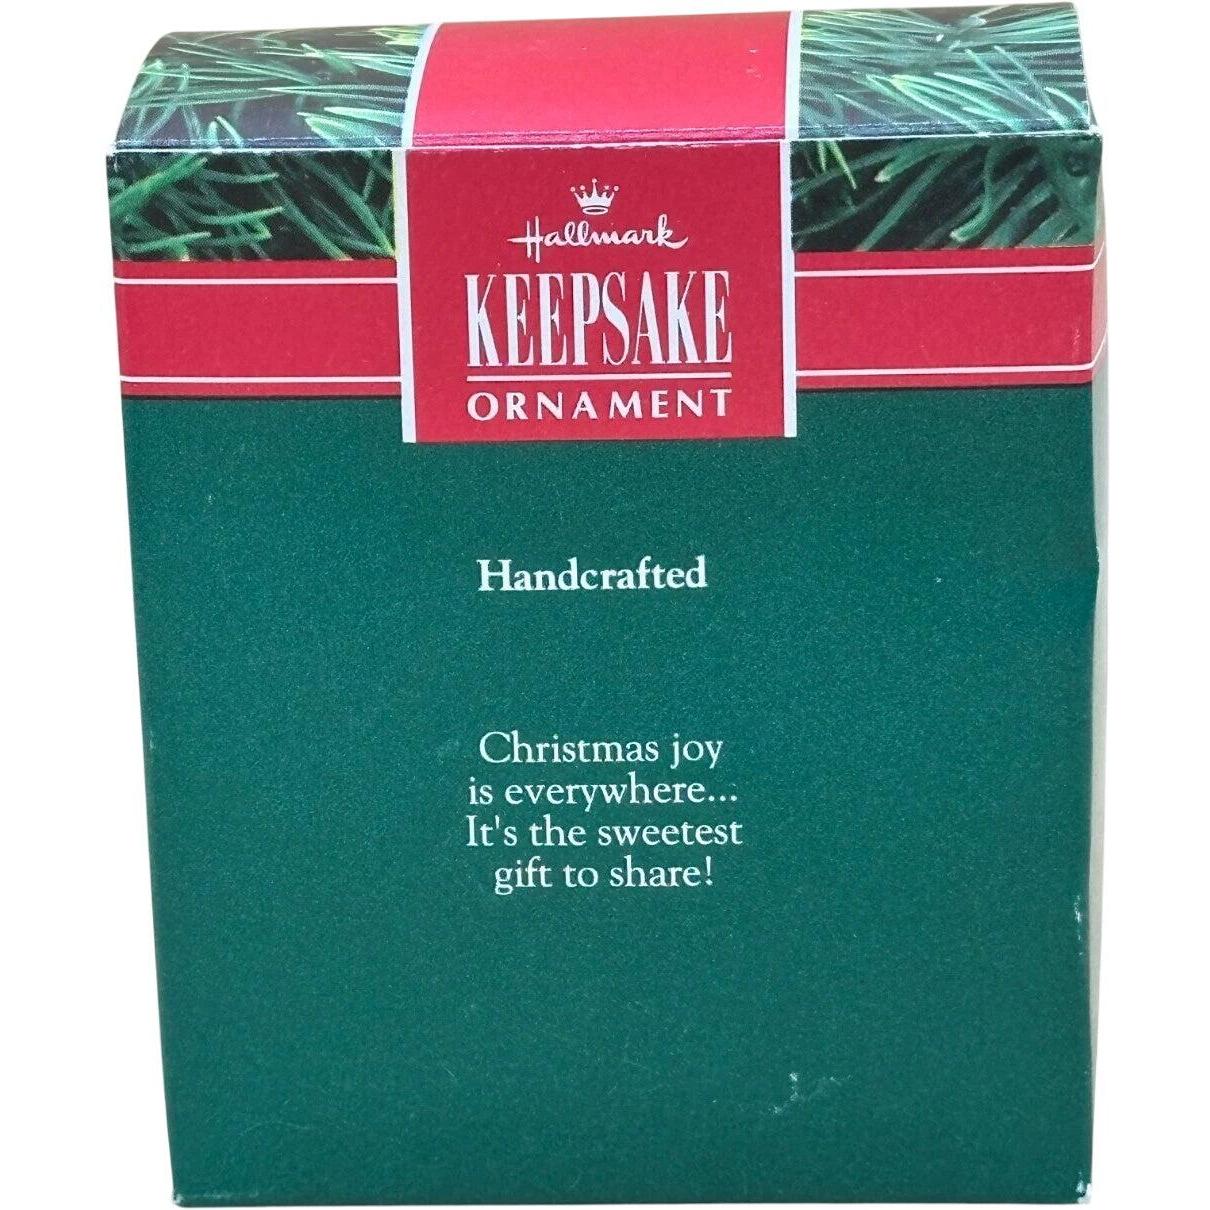 Hallmark
KEEPSAKE
ORNAMENT
Handcrafted
Christmas joy
is everywhere...
It's the sweetest
gift to share!